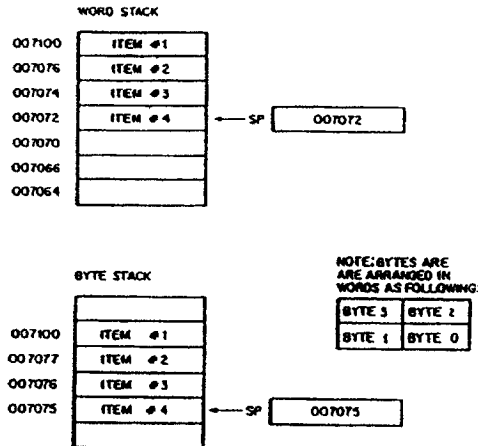 WORD STACK
007100 ITEM #1
007076 ITEM #2
007074 ITEM #3
007072 ITEM #4 SP 007072
007070
007066
007064
NOTE: BYTES ARE
ARE ARRANGED IN
WORDS AS FOLLOWING:
BYTE 3 BYTE 2
BYTE 1 BYTE 0
BYTE STACK
007100 ITEM #1
007077 ITEM #2
007076 ITEM #3
007075 ITEM #4 SP 007075